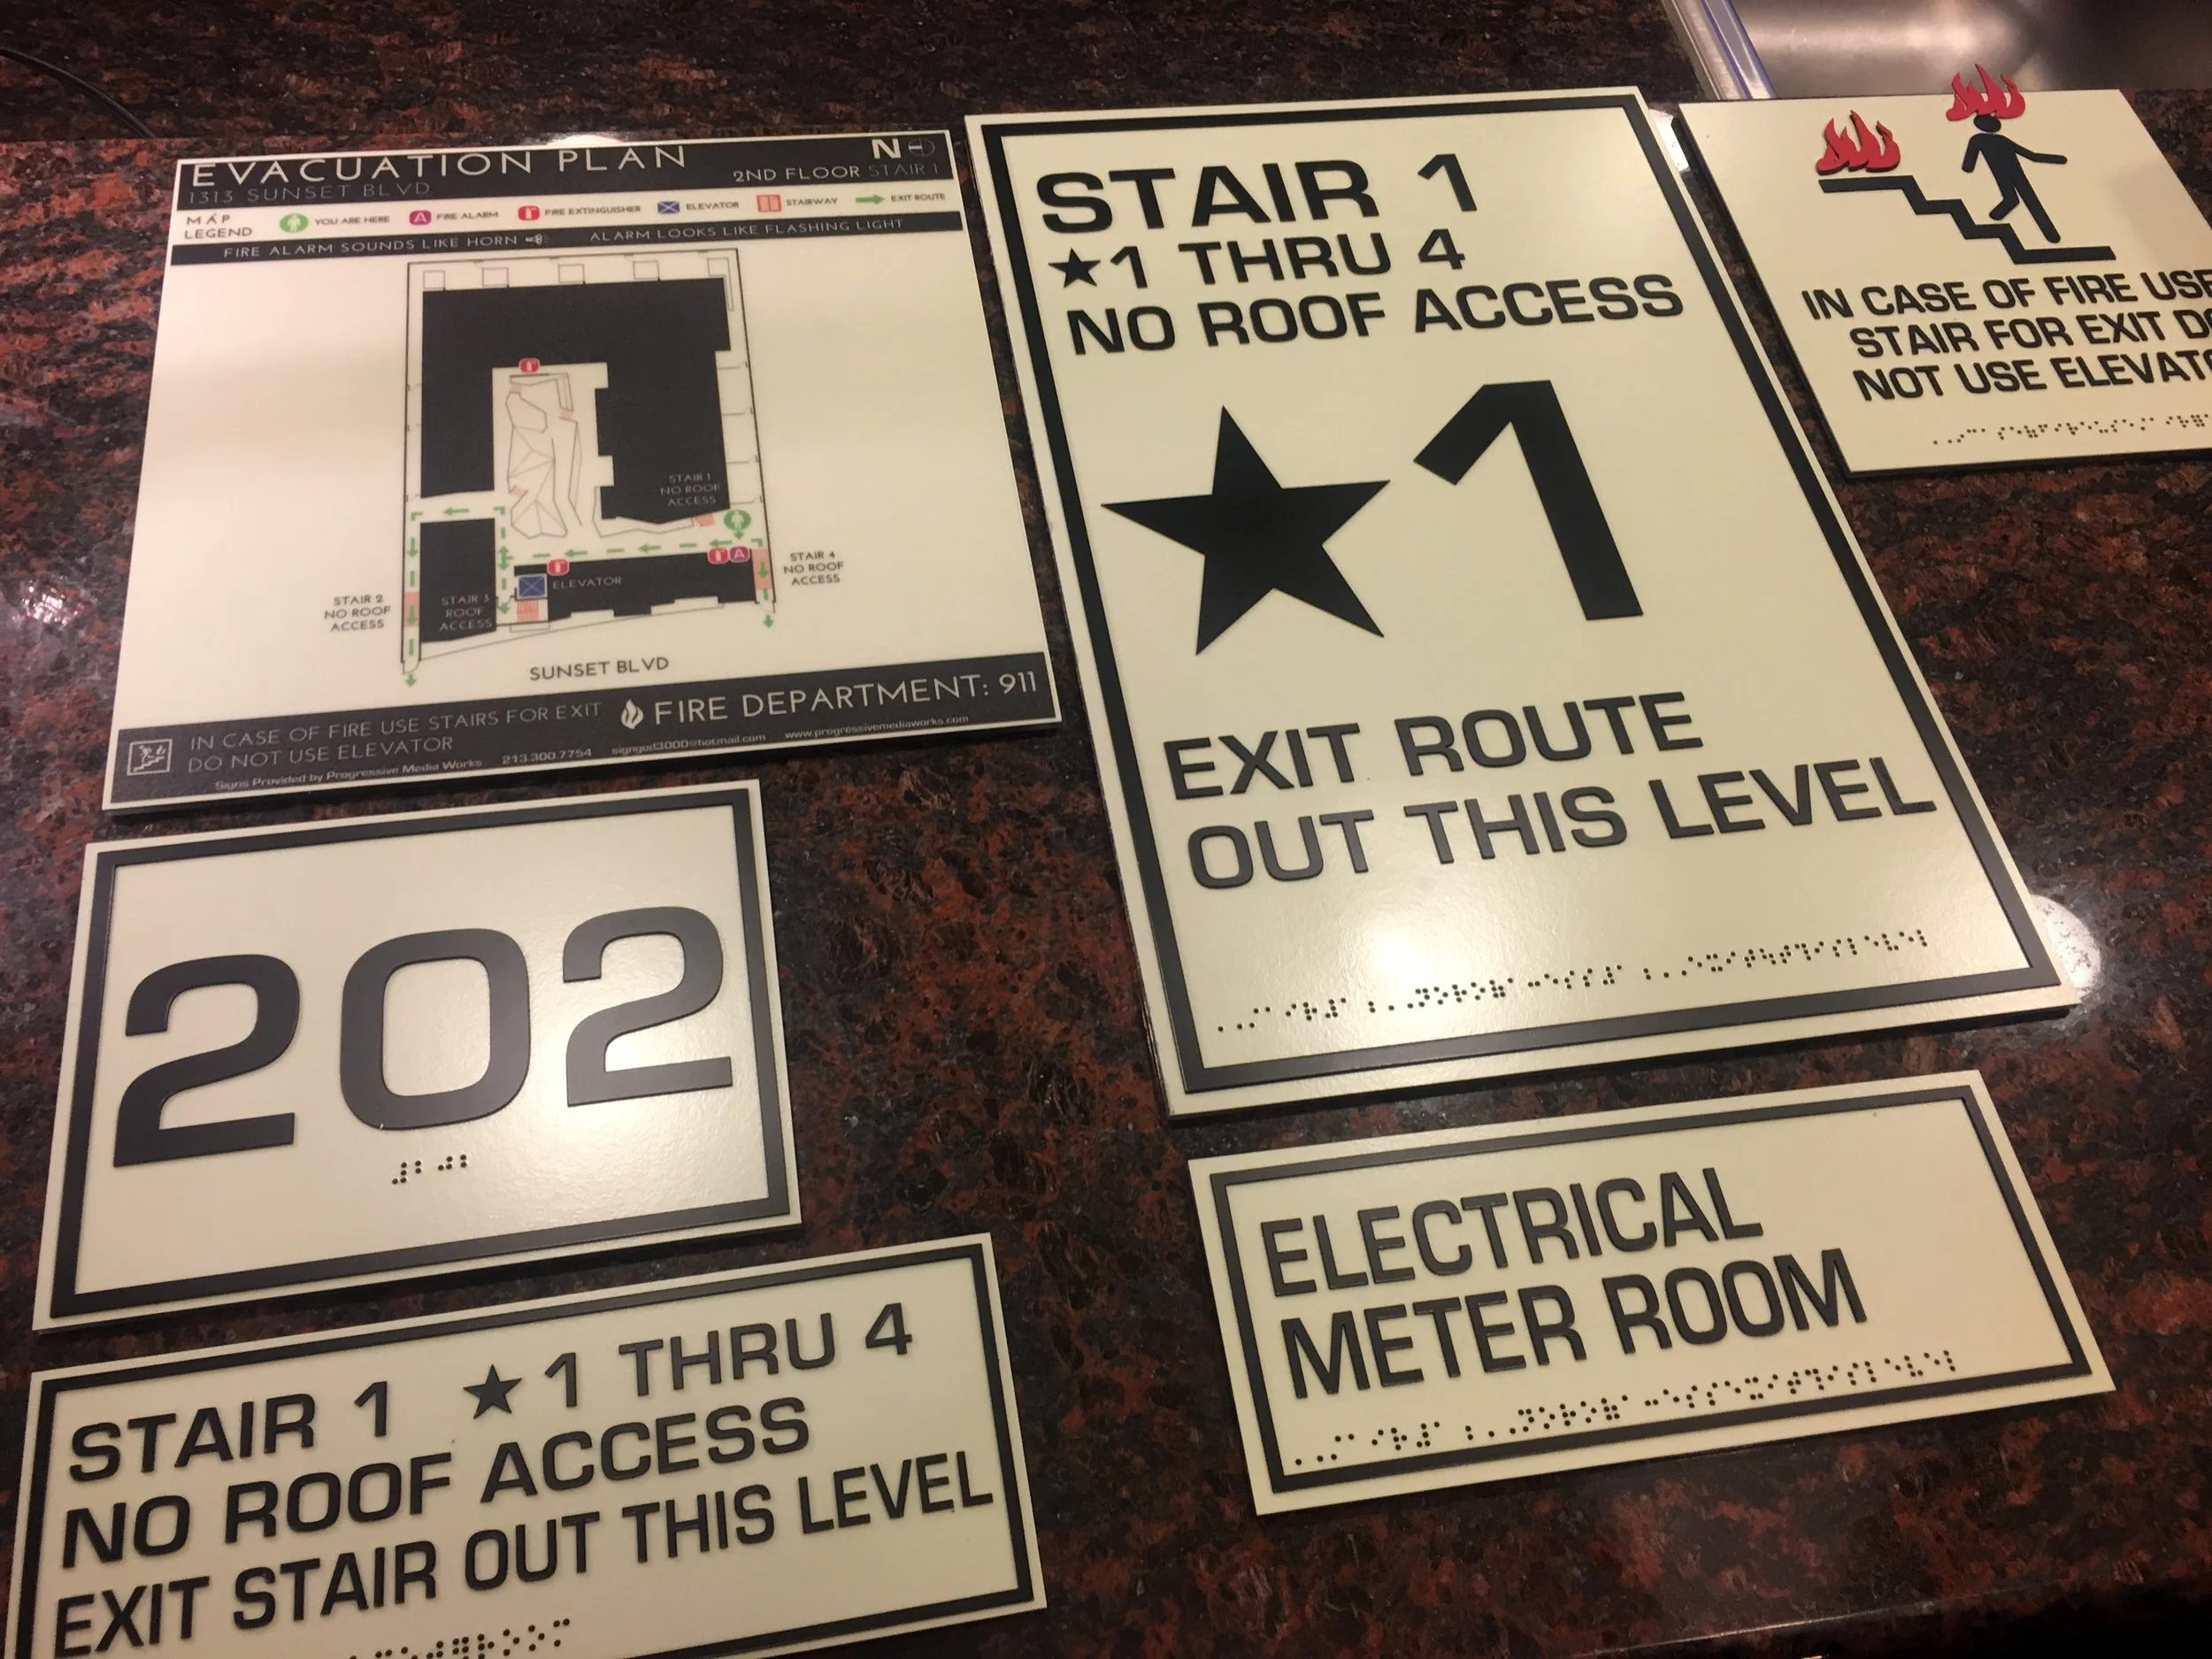 EVACUATION PLAN
1313 SUNSET BLVD
N
2ND FLOOR STAIR 1
MAP LEGEND
YOU ARE HERE
A FIRE ALARM
FIRE EXTINGUISHER
ELEVATOR
STAIRWAY
EXIT ROUTE
FIRE ALARM SOUNDS LIKE HORN
ALARM LOOKS LIKE FLASHING LIGHT
STAIR 1
NO ROOF
ACCESS
A
STAIR 4
NO ROOF
ACCESS
ELEVATOR
STAIR 2
NO ROOF
ACCESS
STAIR 3
ROOF
ACCESS
SUNSET BLVD
IN CASE OF FIRE USE STAIRS FOR EXIT
DO NOT USE ELEVATOR
FIRE DEPARTMENT: 911
Signs Provided by Progressive Media Works 213.300.7754 signgod3000@hotmail.com www.progressivemediaworks.com
STAIR 1
★1 THRU 4
NO ROOF ACCESS
★1
EXIT ROUTE
OUT THIS LEVEL
IN CASE OF FIRE USE
STAIR FOR EXIT
NOT USE
202
STAIR 1 ★1 THRU 4
NO ROOF ACCESS
EXIT STAIR OUT THIS LEVEL
ELECTRICAL
METER ROOM